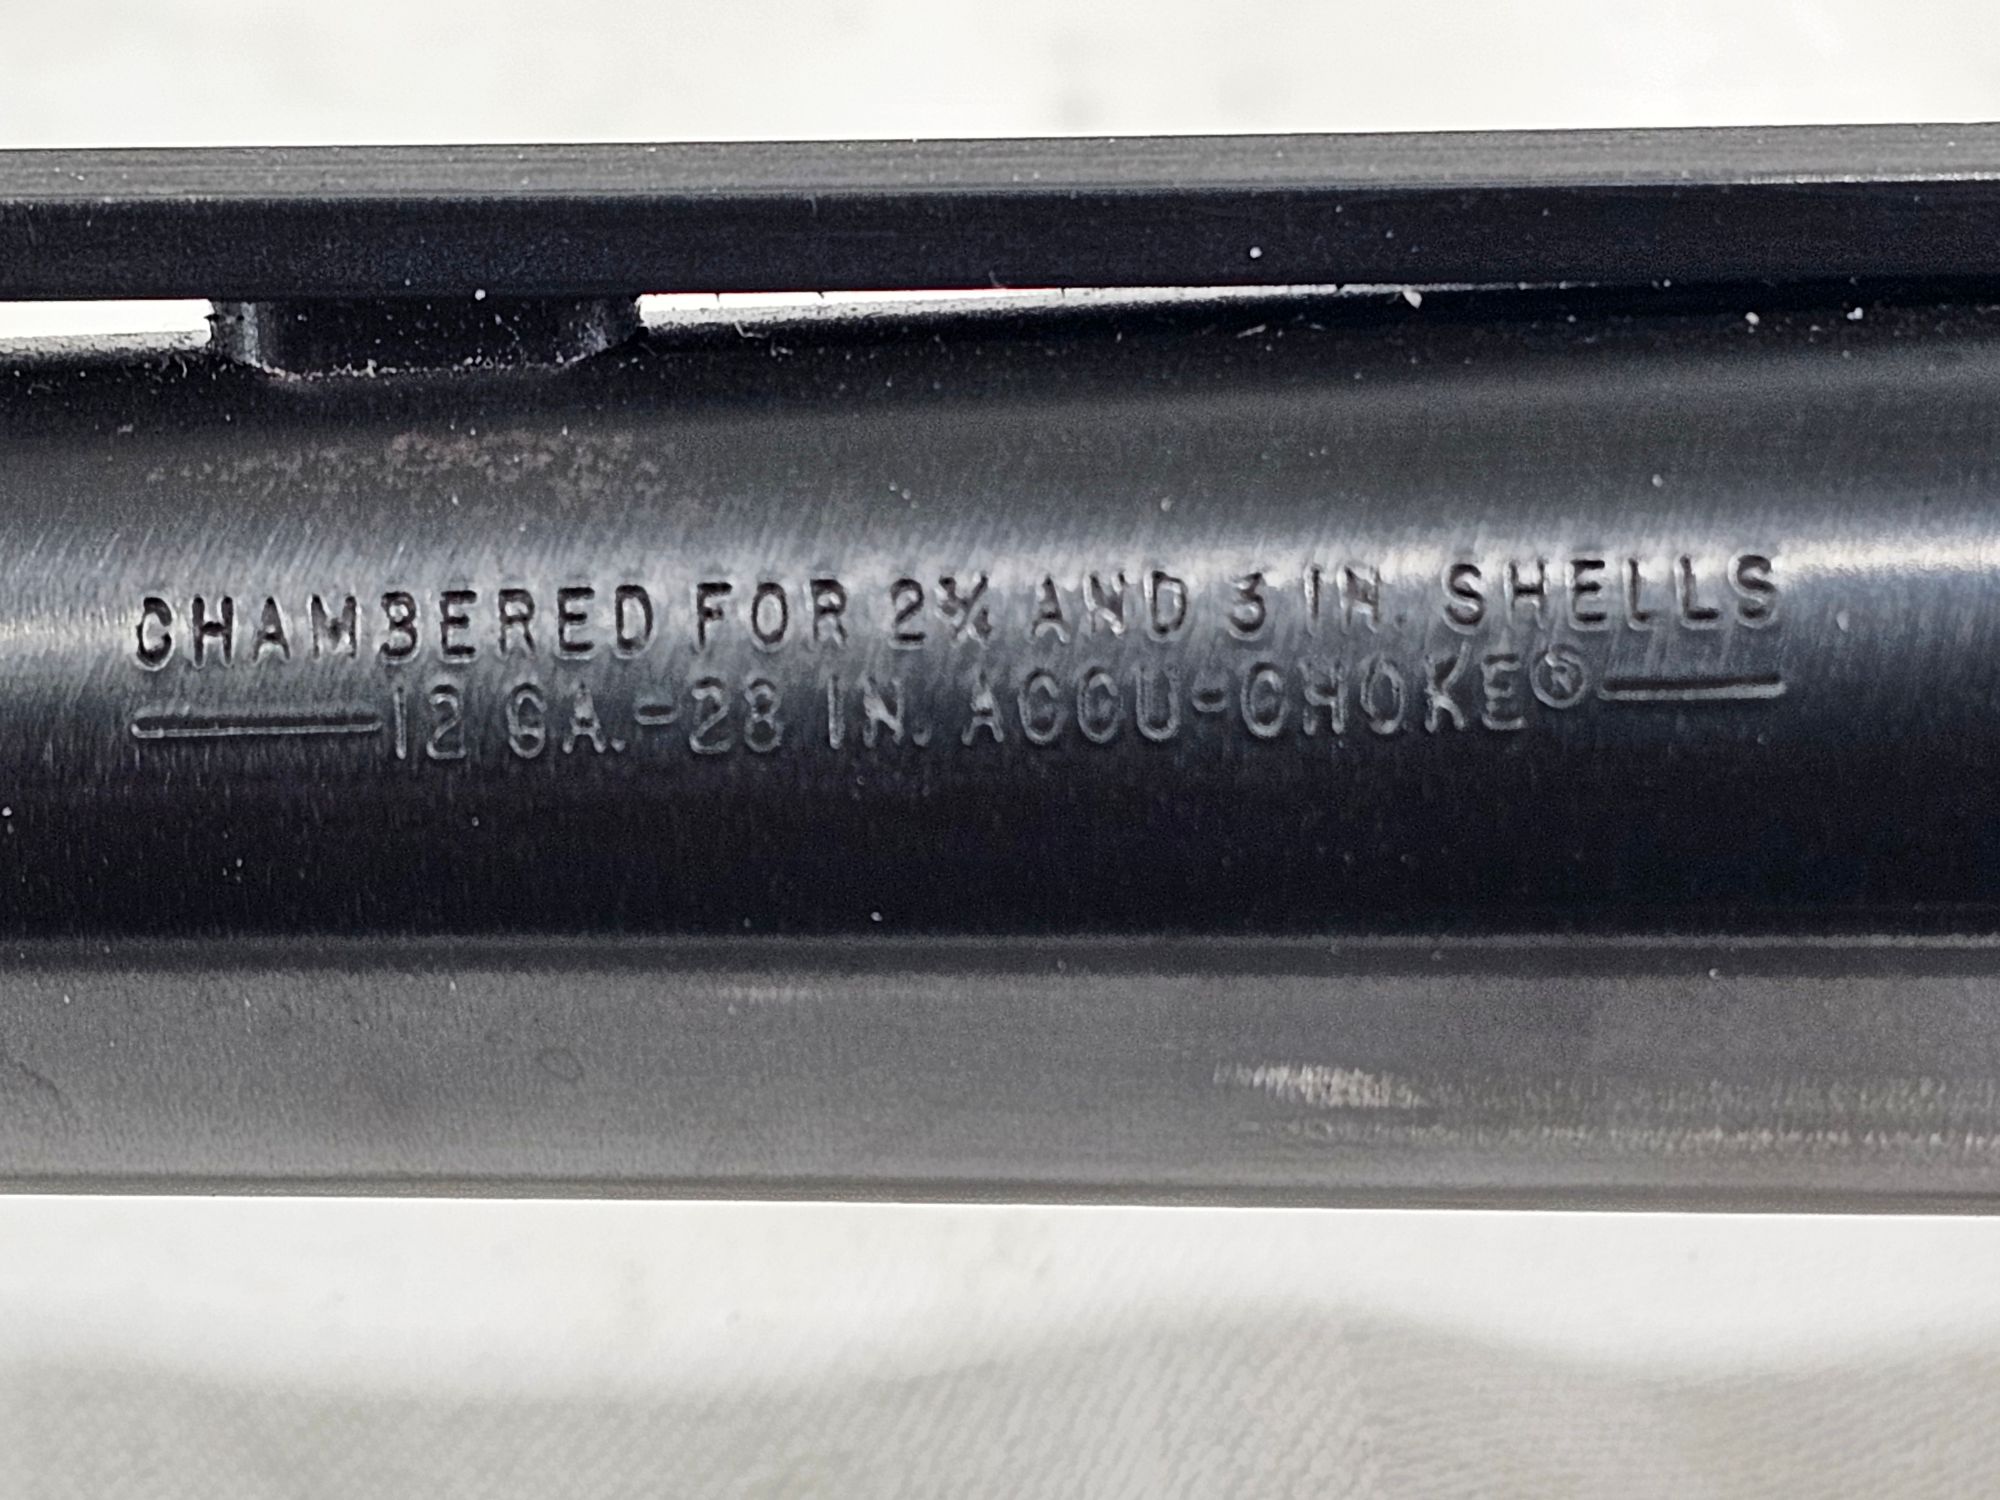 CHAMBERED FOR 2¾ AND 3 IN. SHELLS
12 GA.-28 IN. ACCU-CHOKE®